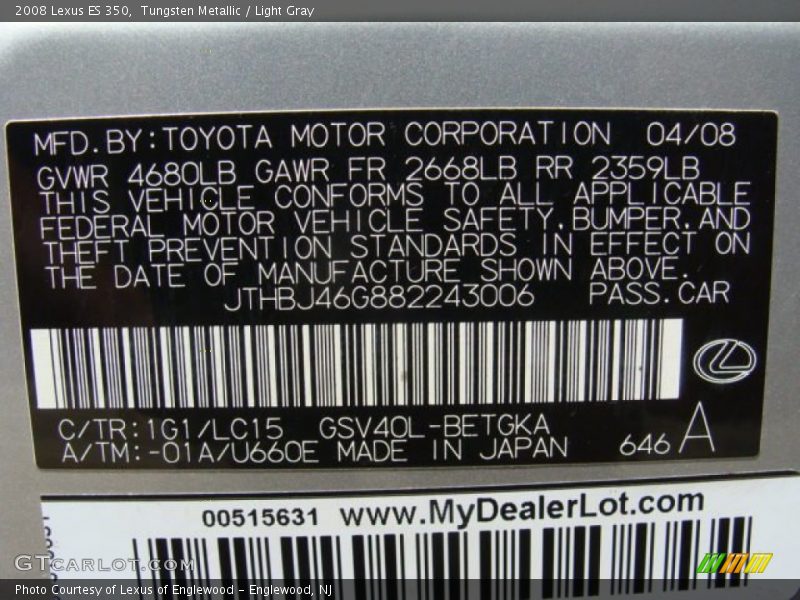 2008 Lexus ES 350,  Tungsten Metallic / Light Gray
MFD.BY:TOYOTA MOTOR CORPORATION 04/08
GVWR 4680LB GAWR FR 2668LB RR 2359LB
THIS VEHICLE CONFORMS TO ALL APPLICABLE
FEDERAL MOTOR VEHICLE SAFETY,BUMPER,AND
THEFT PREVENTION STANDARDS IN EFFECT ON
THE DATE OF MANUFACTURE SHOWN ABOVE.
JTHBJ46G882243006 PASS.CAR
C/TR:1G1/LC15 GSV40L-BETGKA
A/TM:-01A/U660E MADE IN JAPAN 646 A
00515631 www.MyDealerLot.com
GTCARLOT.COM
Photo Courtesy of Lexus of Englewood – Englewood, NJ